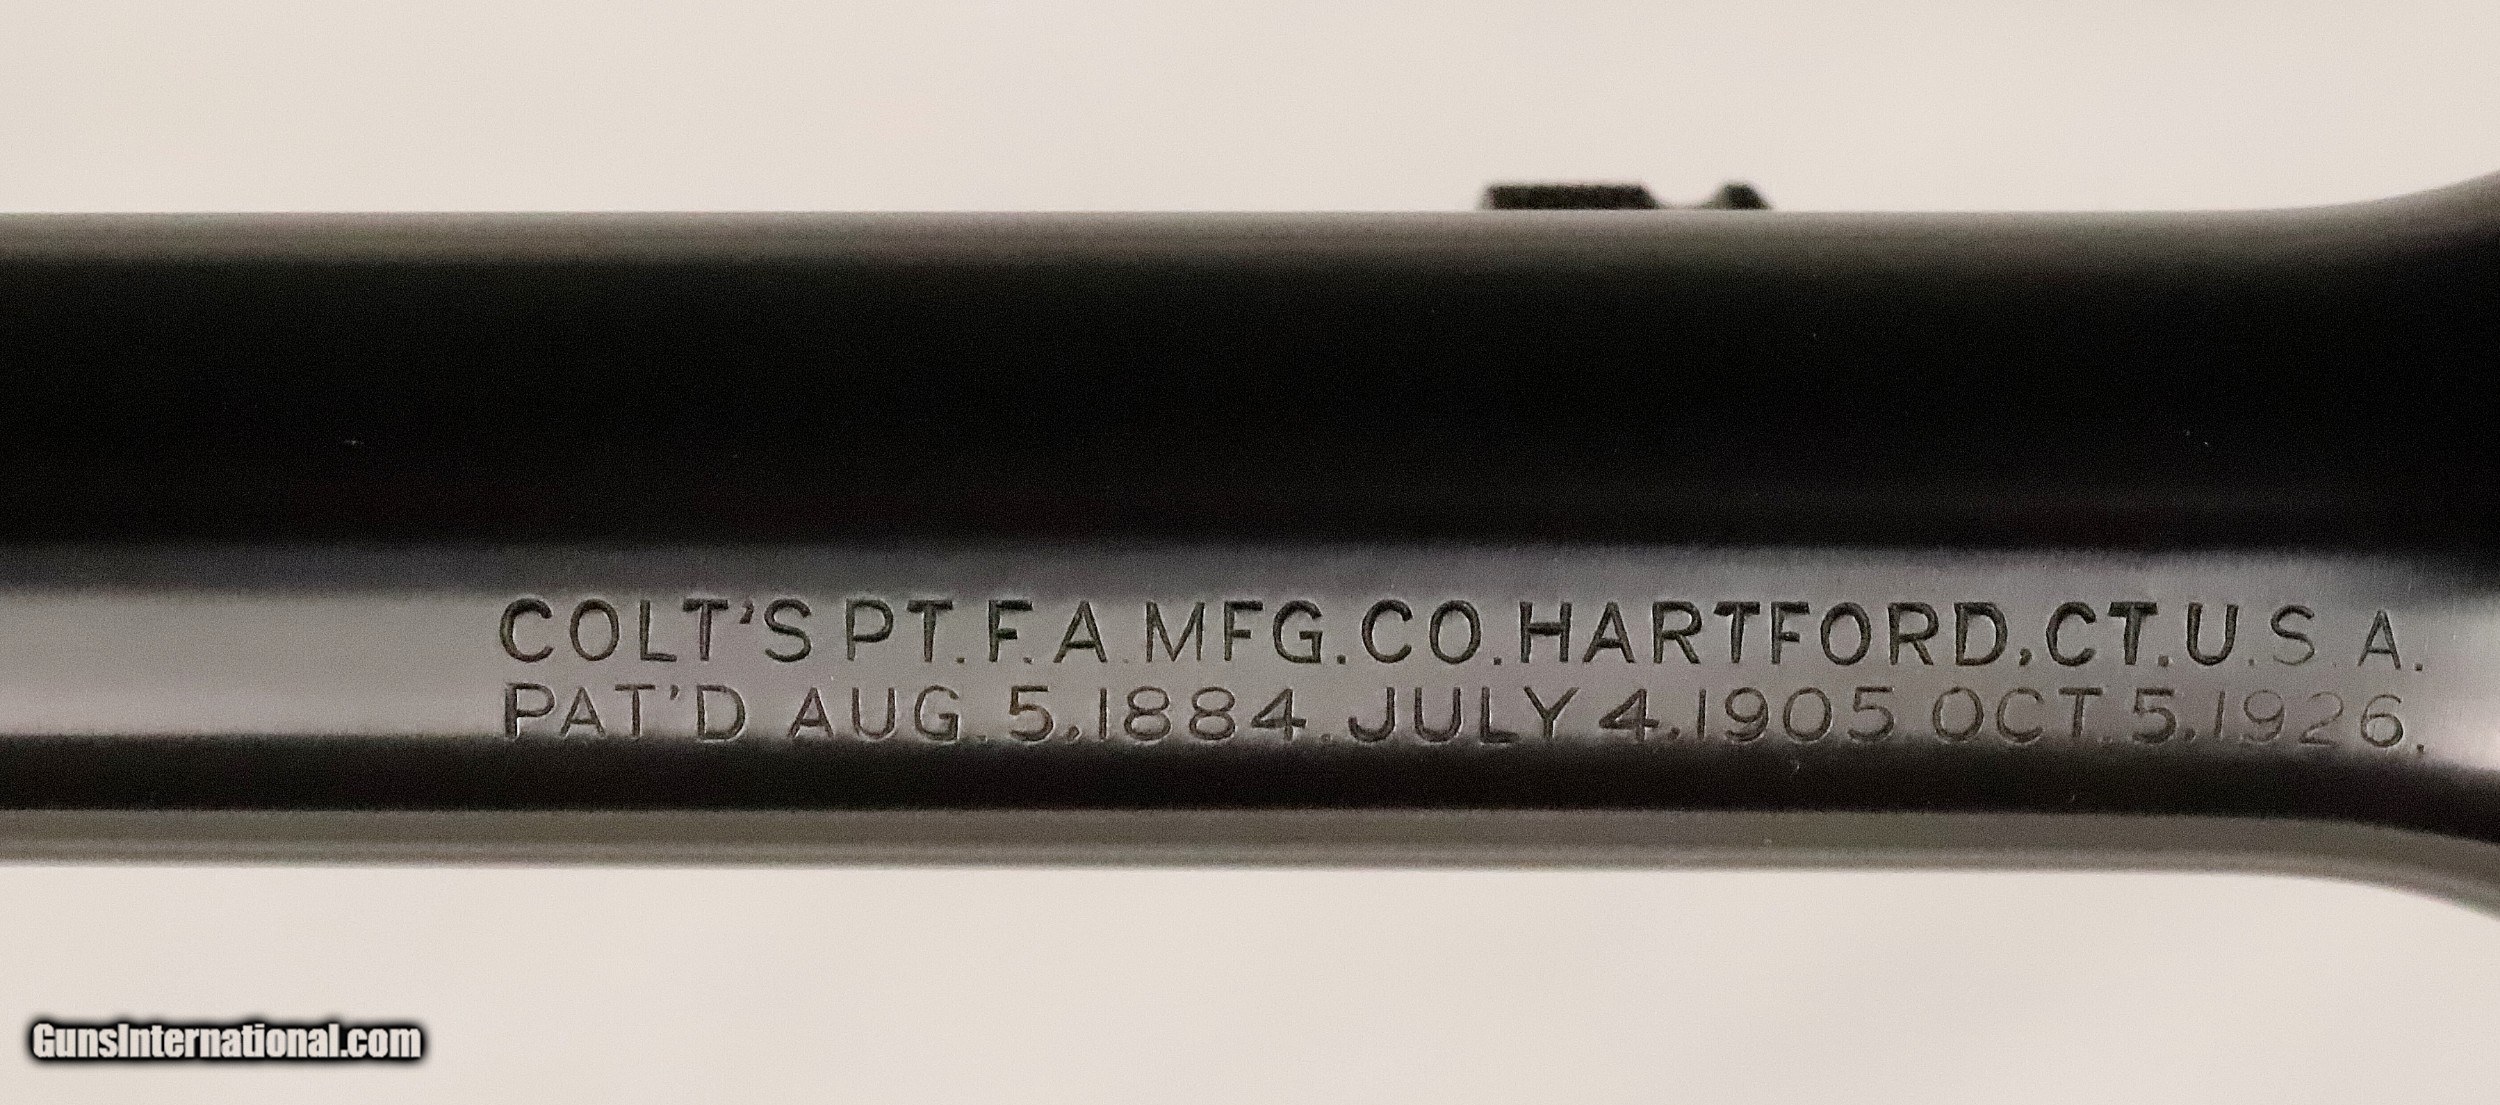 COLT'S PT. F. A. MFG. CO. HARTFORD, CT. U. S. A.
PAT'D AUG. 5, 1884. JULY 4, 1905. OCT. 5, 1926.
GunsInternational.com